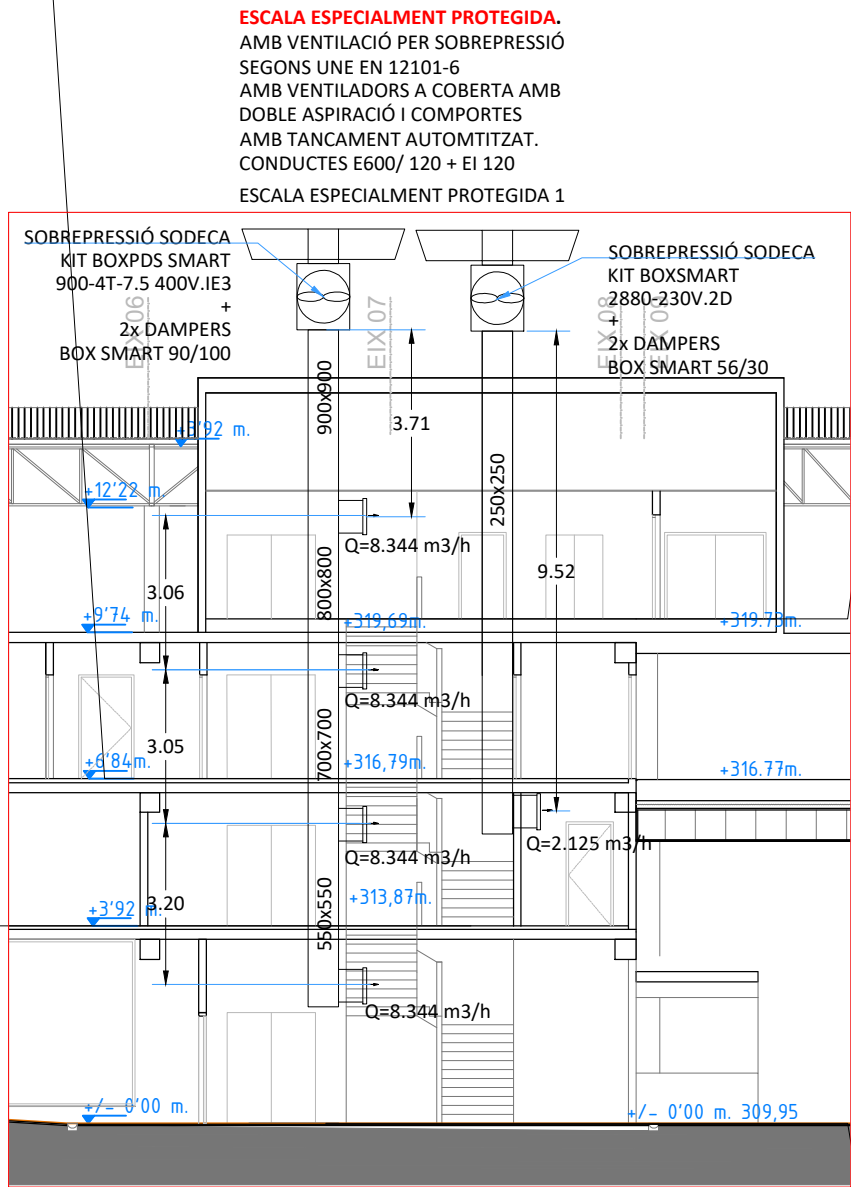 ESCALA ESPECIALMENT PROTEGIDA.
AMB VENTILACIÓ PER SOBREPRESSIÓ
SEGONS UNE EN 12101-6
AMB VENTILADORS A COBERTA AMB
DOBLE ASPIRACIÓ I COMPORTES
AMB TANCAMENT AUTOMTITZAT.
CONDUCTES E600/ 120 + EI 120
ESCALA ESPECIALMENT PROTEGIDA 1
SOBREPRESSIÓ SODECA
KIT BOXPDS SMART
900-4T-7.5 400V.IE3
+
2x DAMPERS
BOX SMART 90/100
SOBREPRESSIÓ SODECA
KIT BOXSMART
2880-230V.2D
+
2x DAMPERS
BOX SMART 56/30
EIX 06
EIX 07
EIX 08
900x900
3.71
+3'92 m.
250x250
+12'22 m.
Q=8.344 m3/h
9.52
800x800
3.06
+9'74 m.
+319,69m.
+319.73m.
Q=8.344 m3/h
700x700
3.05
+6'84m.
+316,79m.
+316.77m.
Q=8.344 m3/h
Q=2.125 m3/h
550x550
3.20
+3'92 m.
+313,87m.
Q=8.344 m3/h
+/- 0'00 m.
+/- 0'00 m. 309,95